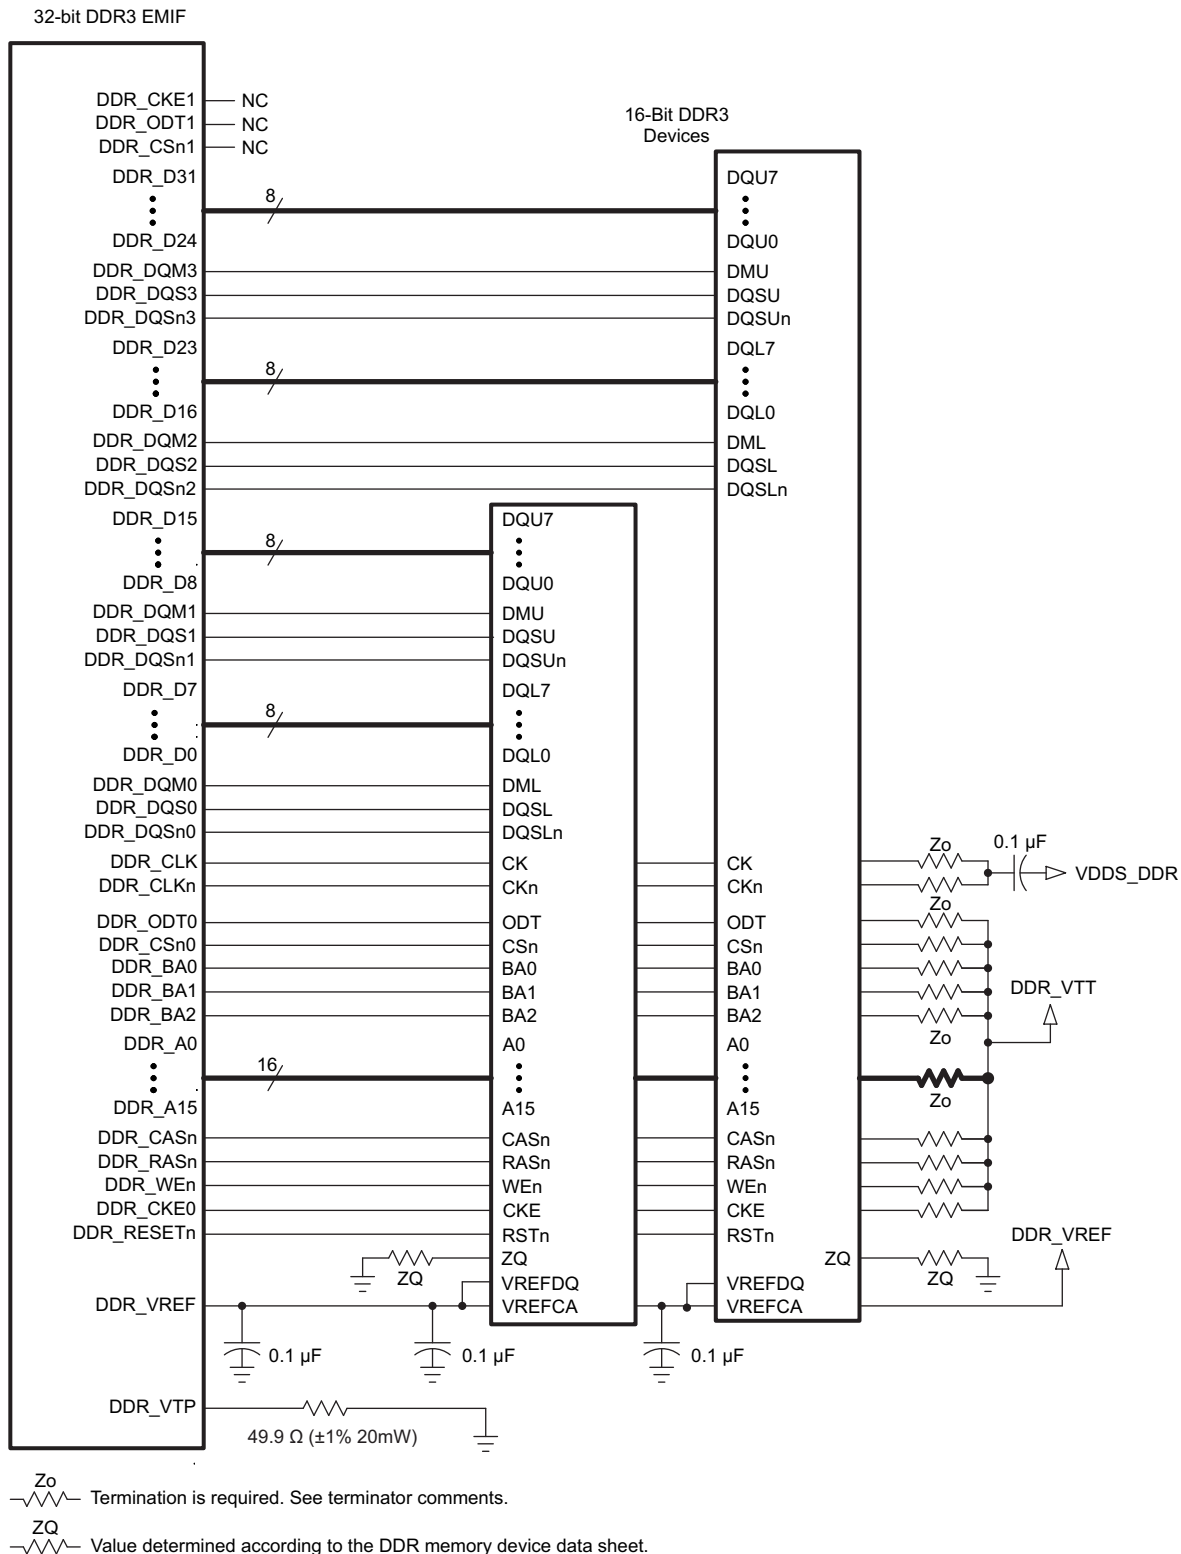 32-bit DDR3 EMIF
DDR_CKE1 NC
DDR_ODT1 NC
DDR_CSn1 NC
16-Bit DDR3
Devices
DDR_D31 DQU7
8
DDR_D24 DQU0
DDR_DQM3 DMU
DDR_DQS3 DQSU
DDR_DQSn3 DQSUn
DDR_D23 DQL7
8
DDR_D16 DQL0
DDR_DQM2 DML
DDR_DQS2 DQSL
DDR_DQSn2 DQSLn
DDR_D15 DQU7
8
DDR_D8 DQU0
DDR_DQM1 DMU
DDR_DQS1 DQSU
DDR_DQSn1 DQSUn
DDR_D7 DQL7
8
DDR_D0 DQL0
DDR_DQM0 DML
DDR_DQS0 DQSL
DDR_DQSn0 DQSLn
Zo 0.1 µF
DDR_CLK CK CK
VDDS_DDR
DDR_CLKn CKn CKn
Zo
DDR_ODT0 ODT ODT
DDR_CSn0 CSn CSn
DDR_BA0 BA0 BA0
DDR_BA1 BA1 BA1 DDR_VTT
DDR_BA2 BA2 BA2
Zo
DDR_A0 A0 A0
16
Zo
DDR_A15 A15 A15
DDR_CASn CASn CASn
DDR_RASn RASn RASn
DDR_WEn WEn WEn
DDR_CKE0 CKE CKE
DDR_RESETn RSTn RSTn DDR_VREF
ZQ ZQ
ZQ ZQ
VREFDQ VREFDQ
DDR_VREF VREFCA VREFCA
0.1 µF 0.1 µF 0.1 µF
DDR_VTP
49.9 Ω (±1% 20mW)
Zo
Termination is required. See terminator comments.
ZQ
Value determined according to the DDR memory device data sheet.